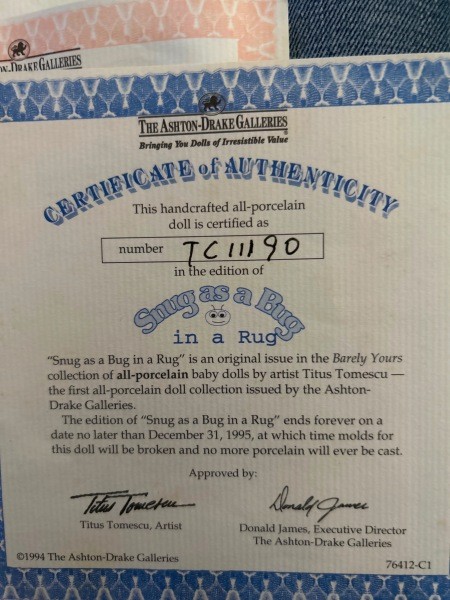 DRAKE GALLERIES
THE ASHTON-DRAKE GALLERIES
Bringing You Dolls of Irresistible Value
CERTIFICATE of AUTHENTICITY
This handcrafted all-porcelain
doll is certified as
number TC11190
in the edition of
Snug as a Bug
in a Rug
"Snug as a Bug in a Rug" is an original issue in the Barely Yours
collection of all-porcelain baby dolls by artist Titus Tomescu —
the first all-porcelain doll collection issued by the Ashton-
Drake Galleries.
The edition of "Snug as a Bug in a Rug" ends forever on a
date no later than December 31, 1995, at which time molds for
this doll will be broken and no more porcelain will ever be cast.
Approved by:
Titus Tomescu
Donald James
Titus Tomescu, Artist
Donald James, Executive Director
The Ashton-Drake Galleries
©1994 The Ashton-Drake Galleries
76412-C1